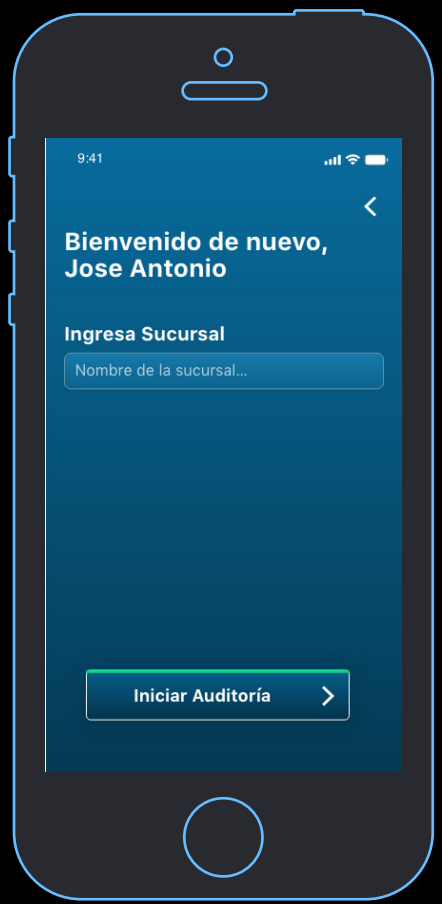 9:41
Bienvenido de nuevo,
Jose Antonio
Ingresa Sucursal
Nombre de la sucursal...
Iniciar Auditoría